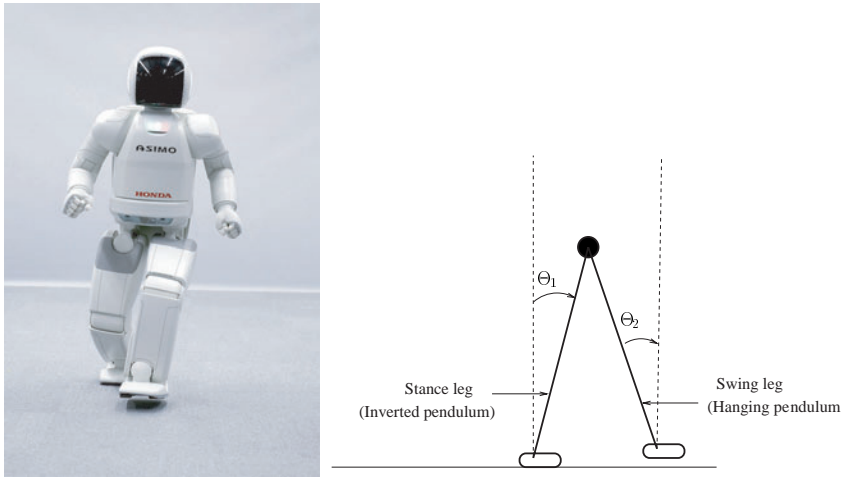 ASIMO
HONDA
Θ1
Θ2
Stance leg
(Inverted pendulum)
Swing leg
(Hanging pendulum